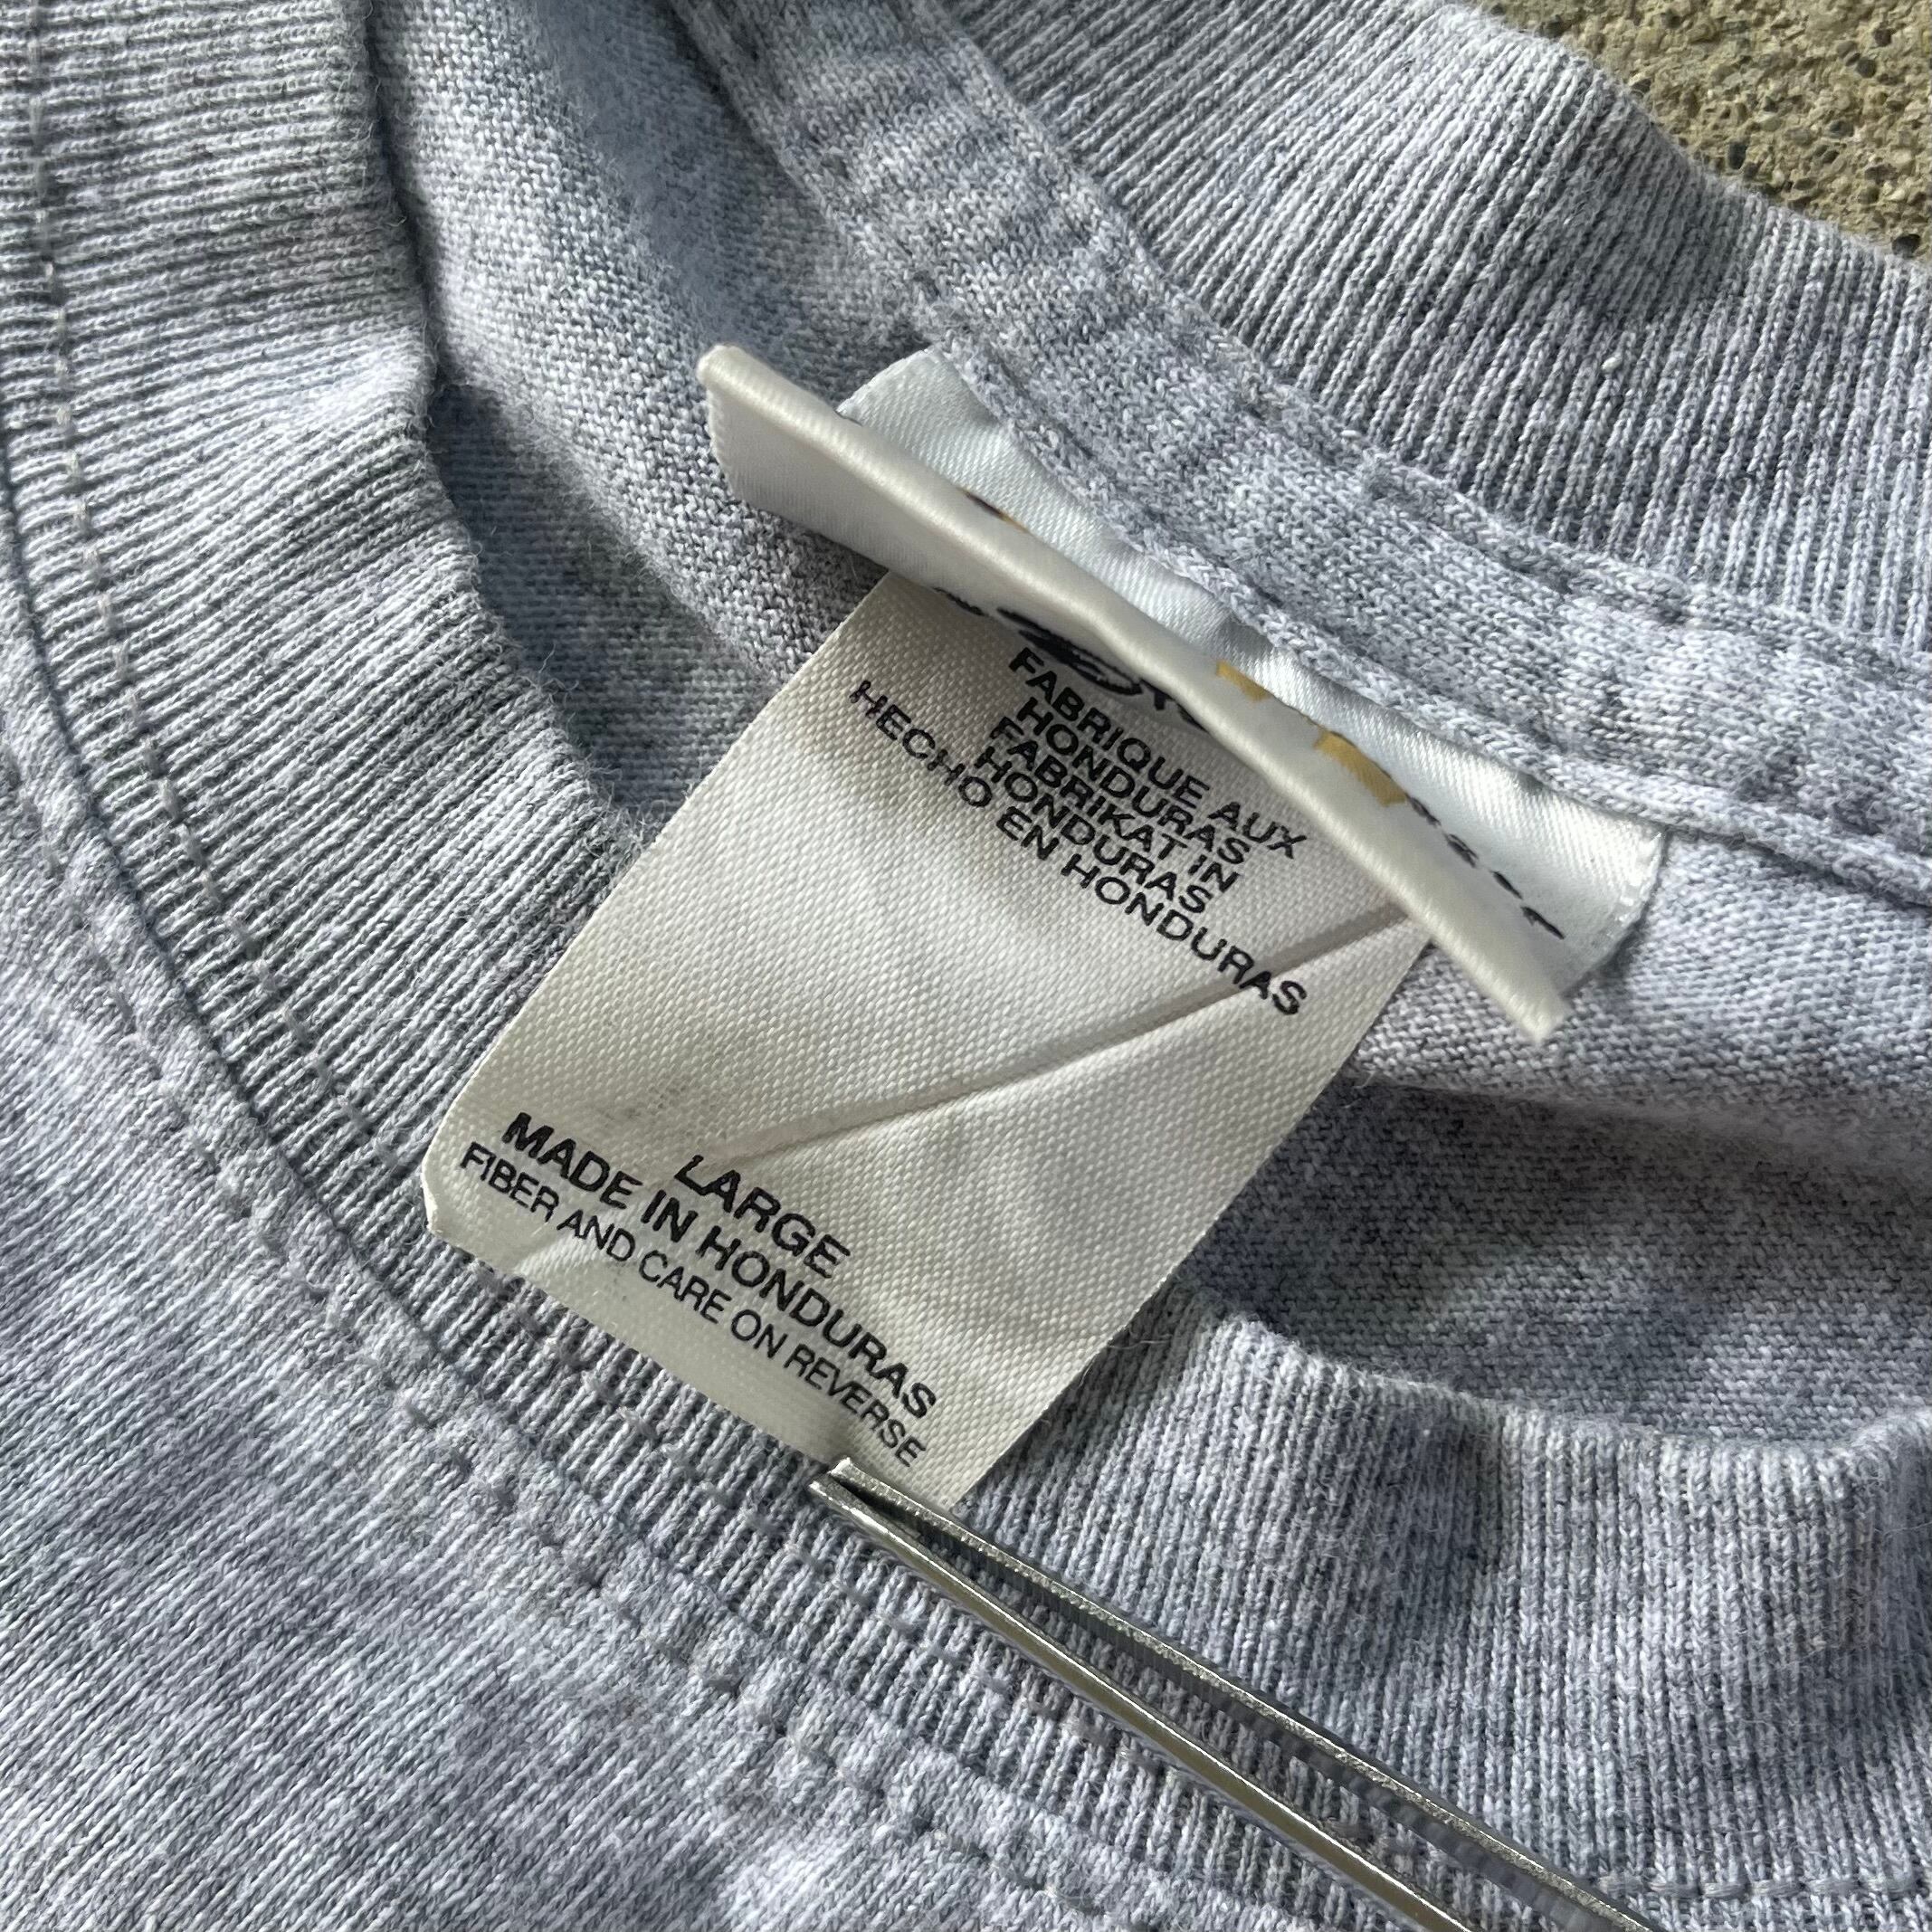 FABRIQUE AUX
HONDURAS
FABRIKAT IN
HONDURAS
HECHO EN HONDURAS
LARGE
MADE IN HONDURAS
FIBER AND CARE ON REVERSE